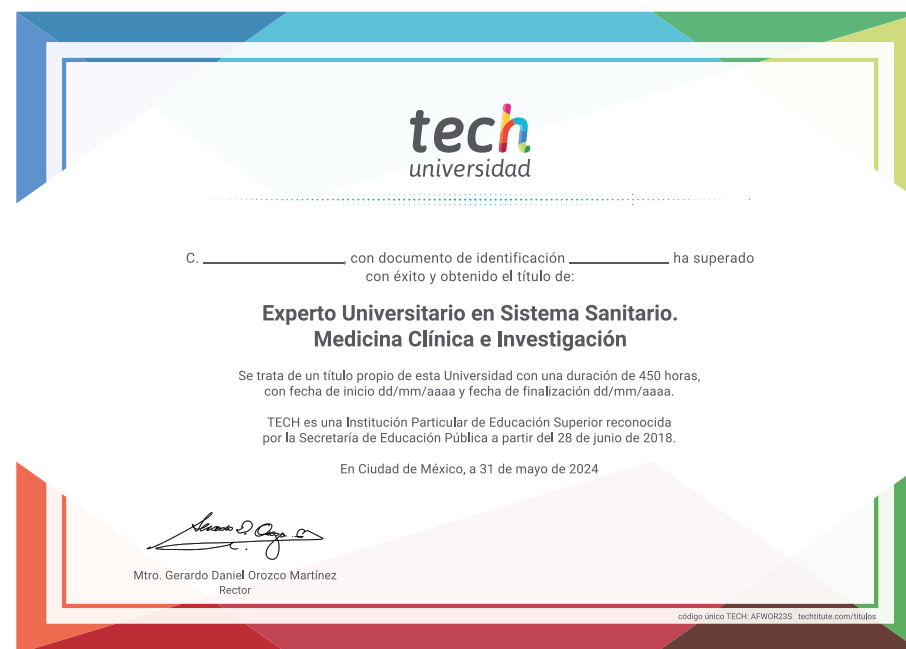 tech
universidad
C. ____________, con documento de identificación ____________ ha superado
con éxito y obtenido el título de:
Experto Universitario en Sistema Sanitario.
Medicina Clínica e Investigación
Se trata de un título propio de esta Universidad con una duración de 450 horas,
con fecha de inicio dd/mm/aaaa y fecha de finalización dd/mm/aaaa.
TECH es una Institución Particular de Educación Superior reconocida
por la Secretaría de Educación Pública a partir del 28 de junio de 2018.
En Ciudad de México, a 31 de mayo de 2024
Mtro. Gerardo Daniel Orozco Martínez
Rector
código único TECH: AFWOR23S techtitute.com/titulos